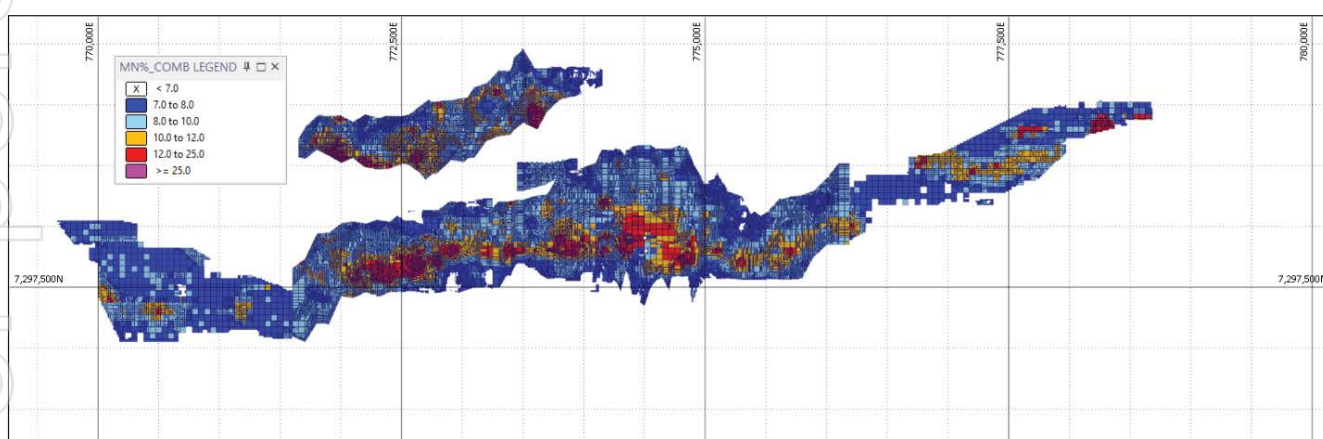 770,000E
772,500E
775,000E
777,500E
780,000E
MN%_COMB LEGEND
X < 7.0
7.0 to 8.0
8.0 to 10.0
10.0 to 12.0
12.0 to 25.0
>= 25.0
7,297,500N
7,297,500N